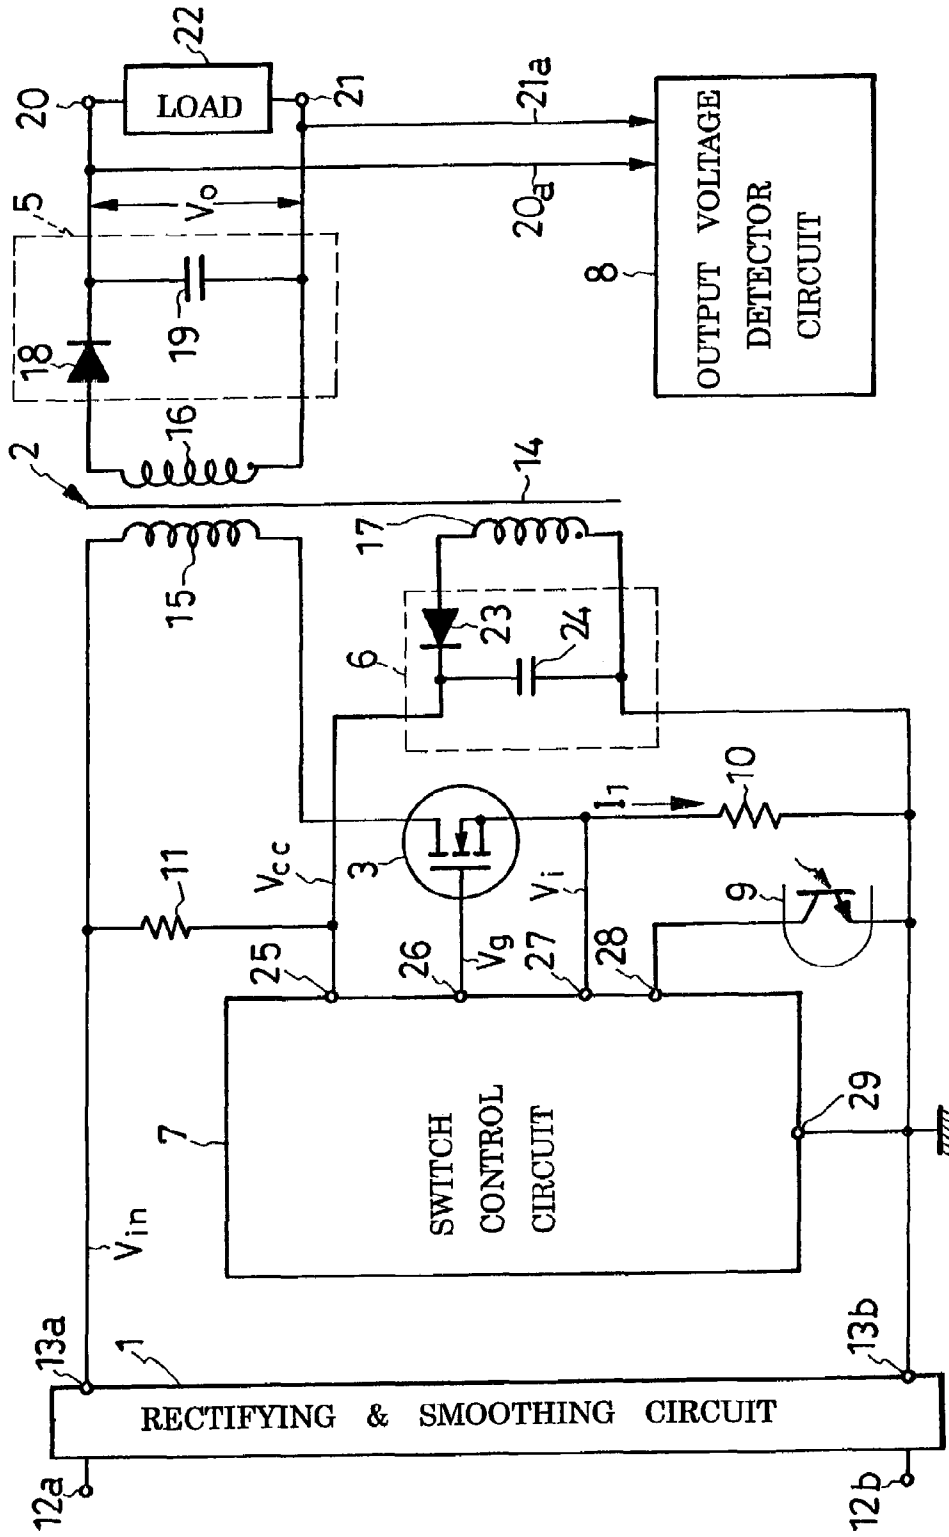 12a
12b
RECTIFYING & SMOOTHING CIRCUIT
1
13a
13b
Vin
7
SWITCH
CONTROL
CIRCUIT
29
25
26
27
28
11
Vcc
Vg
Vi
3
9
I1
10
6
23
24
15
17
2
14
16
18
19
5
Vo
20
LOAD
22
21
20a
21a
8
OUTPUT VOLTAGE
DETECTOR
CIRCUIT